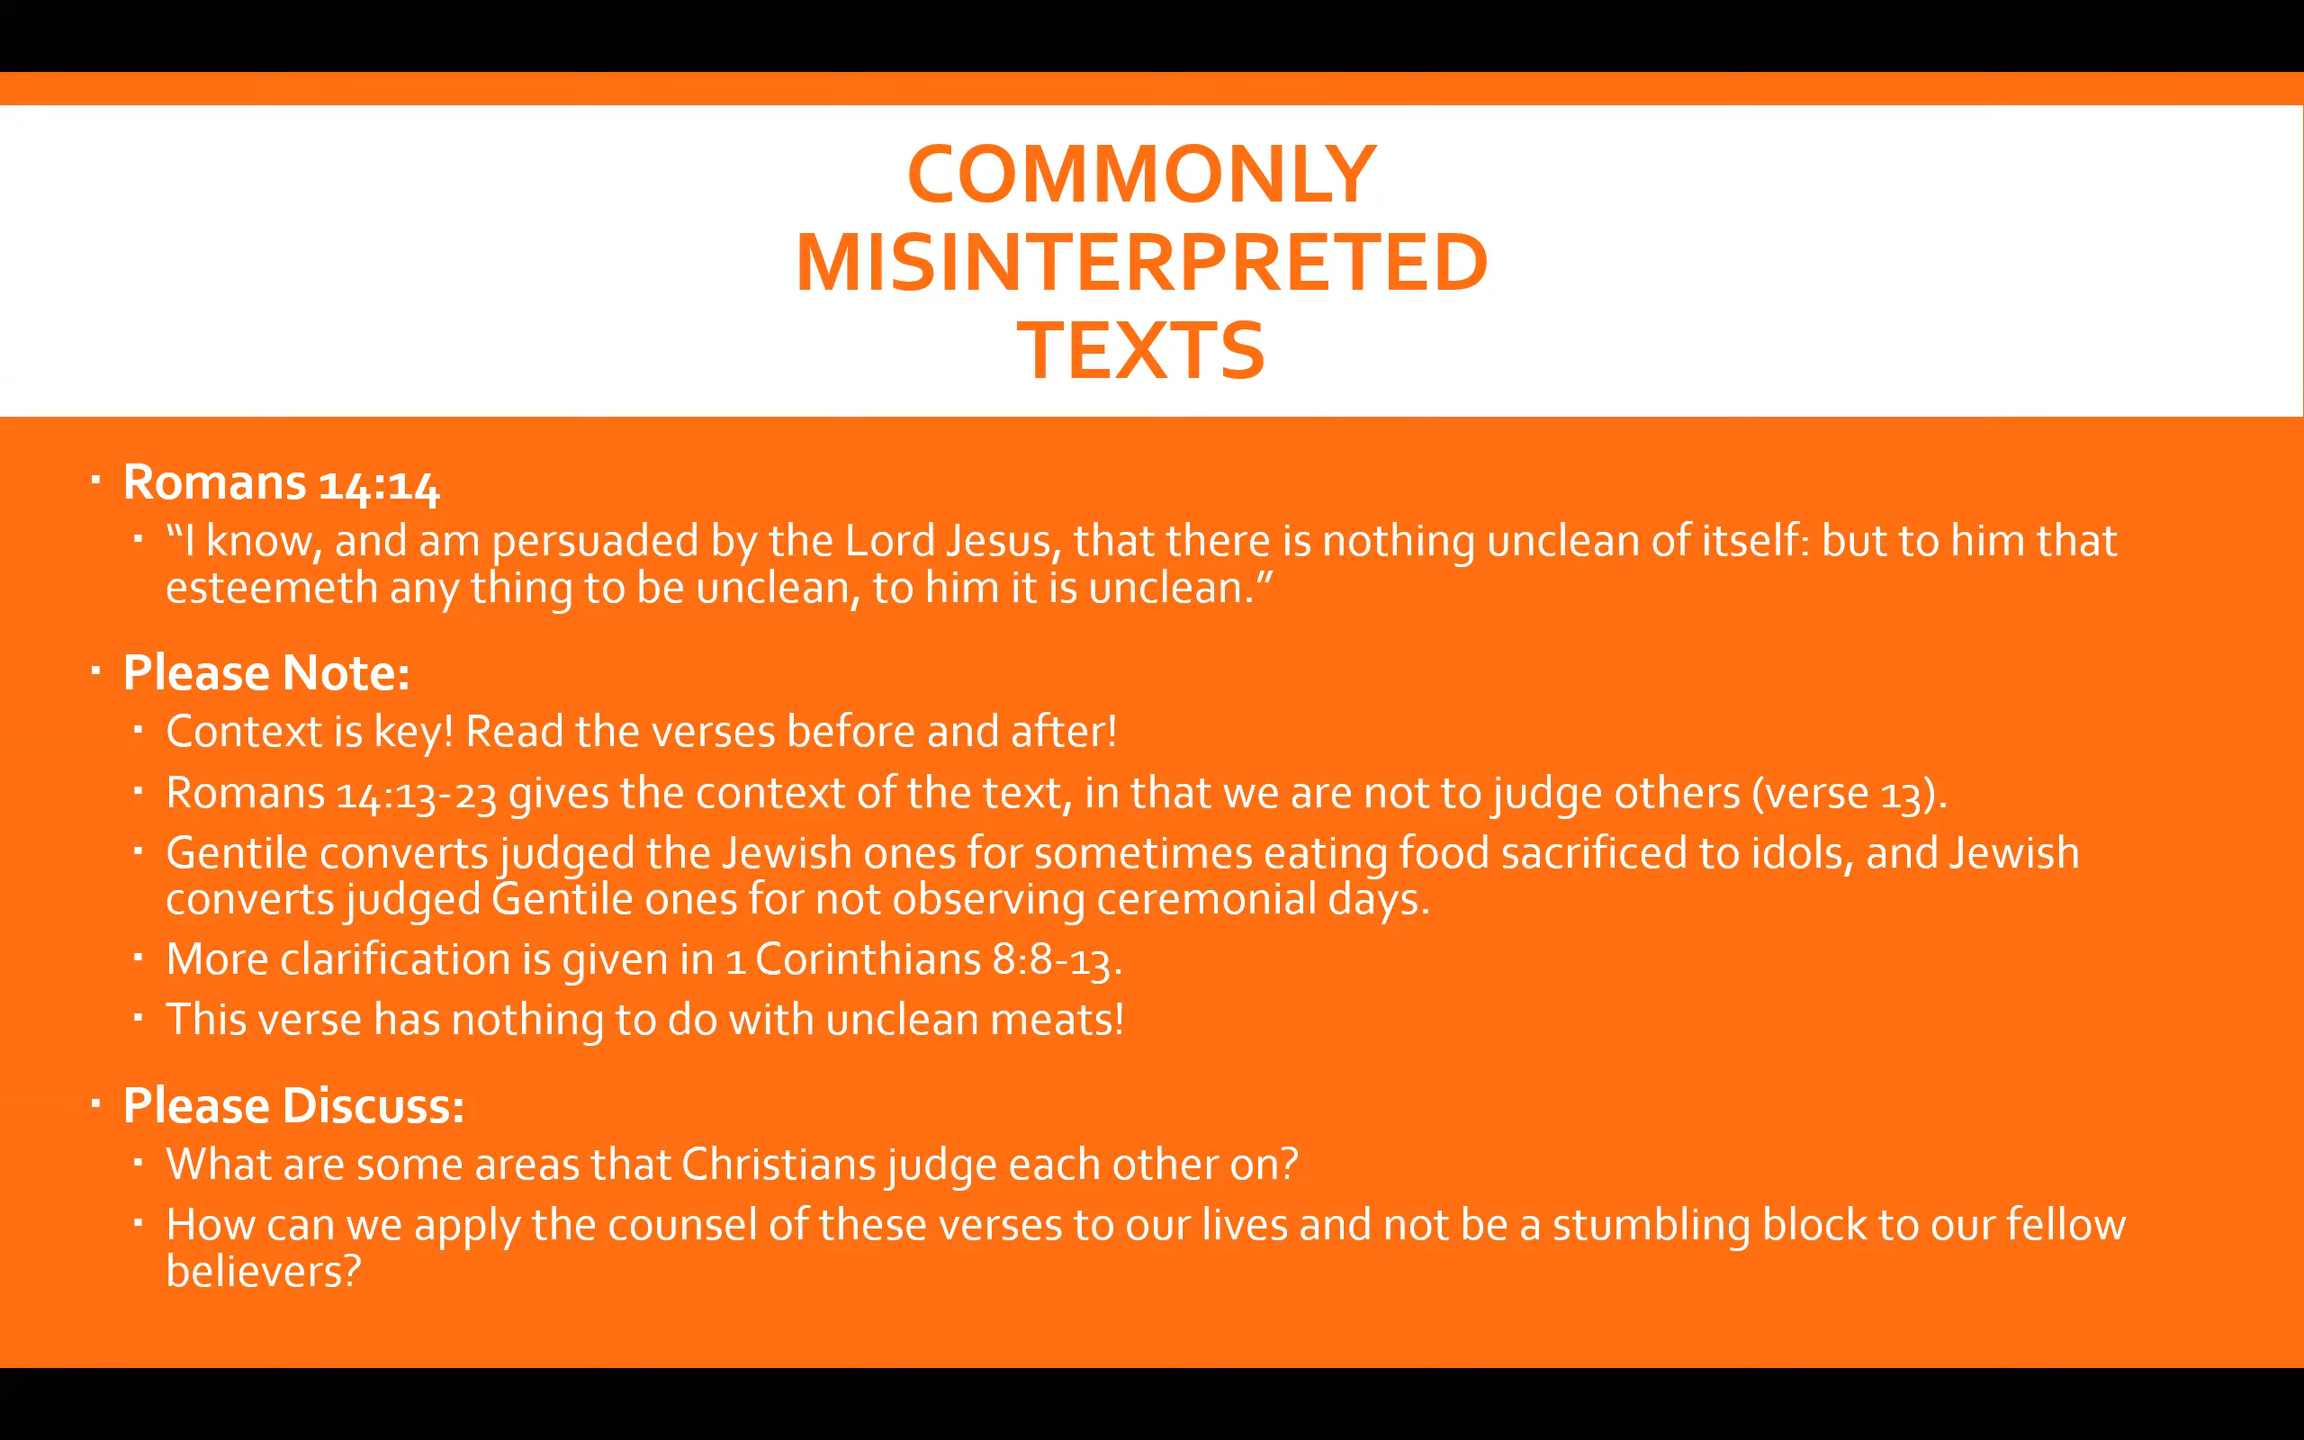 COMMONLY
MISINTERPRETED
TEXTS
▪ Romans 14:14
▪ “I know, and am persuaded by the Lord Jesus, that there is nothing unclean of itself: but to him that
esteemeth any thing to be unclean, to him it is unclean.”
▪ Please Note:
▪ Context is key! Read the verses before and after!
▪ Romans 14:13-23 gives the context of the text, in that we are not to judge others (verse 13).
▪ Gentile converts judged the Jewish ones for sometimes eating food sacrificed to idols, and Jewish
converts judged Gentile ones for not observing ceremonial days.
▪ More clarification is given in 1 Corinthians 8:8-13.
▪ This verse has nothing to do with unclean meats!
▪ Please Discuss:
▪ What are some areas that Christians judge each other on?
▪ How can we apply the counsel of these verses to our lives and not be a stumbling block to our fellow
believers?